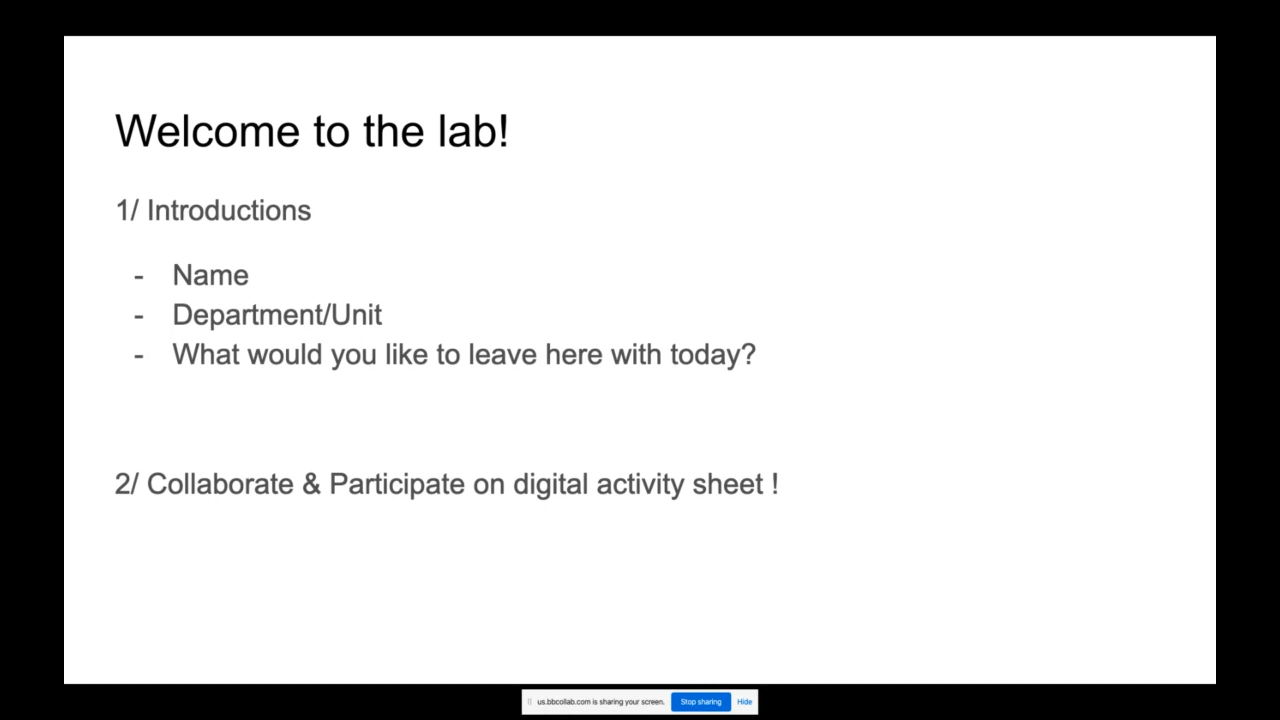 Welcome to the lab!
1/ Introductions
- Name
- Department/Unit
- What would you like to leave here with today?
2/ Collaborate & Participate on digital activity sheet !
us.bbcollab.com is sharing your screen. Stop sharing Hide